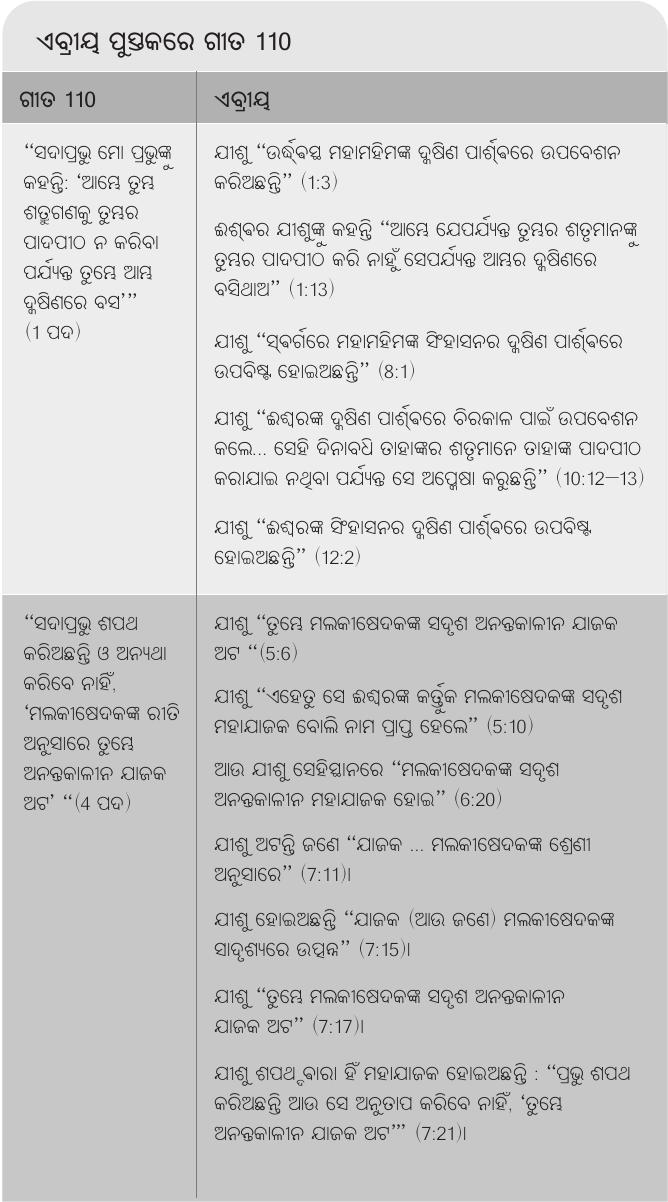 ଏବ୍ରୀୟ ପୁସ୍ତକରେ ଗୀତ 110
ଗୀତ 110
ଏବ୍ରୀୟ
“ସଦାପ୍ରଭୁ ମୋ ପ୍ରଭୁଙ୍କୁ
କହନ୍ତି: ‘ଆମ୍ଭେ ତୁମ୍ଭ
ଶତ୍ରୁଗଣକୁ ତୁମ୍ଭର
ପାଦପୀଠ ନ କରିବା
ପର୍ଯ୍ୟନ୍ତ ତୁମ୍ଭେ ଆମ୍ଭ
ଦକ୍ଷିଣରେ ବସ’”
(1 ପଦ)
ଯୀଶୁ “ଊର୍ଦ୍ଧ୍ୱସ୍ଥ ମହାମହିମଙ୍କ ଦକ୍ଷିଣ ପାର୍ଶ୍ୱରେ ଉପବେଶନ
କରିଅଛନ୍ତି” (1:3)
ଈଶ୍ୱର ଯୀଶୁଙ୍କୁ କହନ୍ତି “ଆମ୍ଭେ ଯେପର୍ଯ୍ୟନ୍ତ ତୁମ୍ଭର ଶତୃମାନଙ୍କୁ
ତୁମ୍ଭର ପାଦପୀଠ କରି ନାହୁଁ ସେପର୍ଯ୍ୟନ୍ତ ଆମ୍ଭର ଦକ୍ଷିଣରେ
ବସିଥାଅ” (1:13)
ଯୀଶୁ “ସ୍ୱର୍ଗରେ ମହାମହିମଙ୍କ ସିଂହାସନର ଦକ୍ଷିଣ ପାର୍ଶ୍ୱରେ
ଉପବିଷ୍ଟ ହୋଇଅଛନ୍ତି” (8:1)
ଯୀଶୁ “ଈଶ୍ୱରଙ୍କ ଦକ୍ଷିଣ ପାର୍ଶ୍ୱରେ ଚିରକାଳ ପାଇଁ ଉପବେଶନ
କଲେ... ସେହି ଦିନାବଧି ତାହାଙ୍କର ଶତୃମାନେ ତାହାଙ୍କ ପାଦପୀଠ
କରାଯାଇ ନଥିବା ପର୍ଯ୍ୟନ୍ତ ସେ ଅପେକ୍ଷା କରୁଛନ୍ତି” (10:12–13)
ଯୀଶୁ “ଈଶ୍ୱରଙ୍କ ସିଂହାସନର ଦକ୍ଷିଣ ପାର୍ଶ୍ୱରେ ଉପବିଷ୍ଟ
ହୋଇଅଛନ୍ତି” (12:2)
“ସଦାପ୍ରଭୁ ଶପଥ
କରିଅଛନ୍ତି ଓ ଅନ୍ୟଥା
କରିବେ ନାହିଁ,
‘ମଲକୀଷେଦକଙ୍କ ରୀତି
ଅନୁସାରେ ତୁମ୍ଭେ
ଅନନ୍ତକାଳୀନ ଯାଜକ
ଅଟ’ “(4 ପଦ)
ଯୀଶୁ “ତୁମ୍ଭେ ମଲକୀଷେଦକଙ୍କ ସଦୃଶ ଅନନ୍ତକାଳୀନ ଯାଜକ
ଅଟ “(5:6)
ଯୀଶୁ “ଏହେତୁ ସେ ଈଶ୍ୱରଙ୍କ କର୍ତ୍ତୃକ ମଲକୀଷେଦକଙ୍କ ସଦୃଶ
ମହାଯାଜକ ବୋଲି ନାମ ପ୍ରାପ୍ତ ହେଲେ” (5:10)
ଆଉ ଯୀଶୁ ସେହିସ୍ଥାନରେ “ମଲକୀଷେଦକଙ୍କ ସଦୃଶ
ଅନନ୍ତକାଳୀନ ମହାଯାଜକ ହୋଇ” (6:20)
ଯୀଶୁ ଅଟନ୍ତି ଜଣେ “ଯାଜକ ... ମଲକୀଷେଦକଙ୍କ ଶ୍ରେଣୀ
ଅନୁସାରେ” (7:11)।
ଯୀଶୁ ହୋଇଅଛନ୍ତି “ଯାଜକ (ଆଉ ଜଣେ) ମଲକୀଷେଦକଙ୍କ
ସାଦୃଶ୍ୟରେ ଉତ୍ପନ୍ନ” (7:15)।
ଯୀଶୁ “ତୁମ୍ଭେ ମଲକୀଷେଦକଙ୍କ ସଦୃଶ ଅନନ୍ତକାଳୀନ
ଯାଜକ ଅଟ” (7:17)।
ଯୀଶୁ ଶପଥ ଦ୍ୱାରା ହିଁ ମହାଯାଜକ ହୋଇଅଛନ୍ତି : “ପ୍ରଭୁ ଶପଥ
କରିଅଛନ୍ତି ଆଉ ସେ ଅନୁତାପ କରିବେ ନାହିଁ, ‘ତୁମ୍ଭେ
ଅନନ୍ତକାଳୀନ ଯାଜକ ଅଟ’” (7:21)।